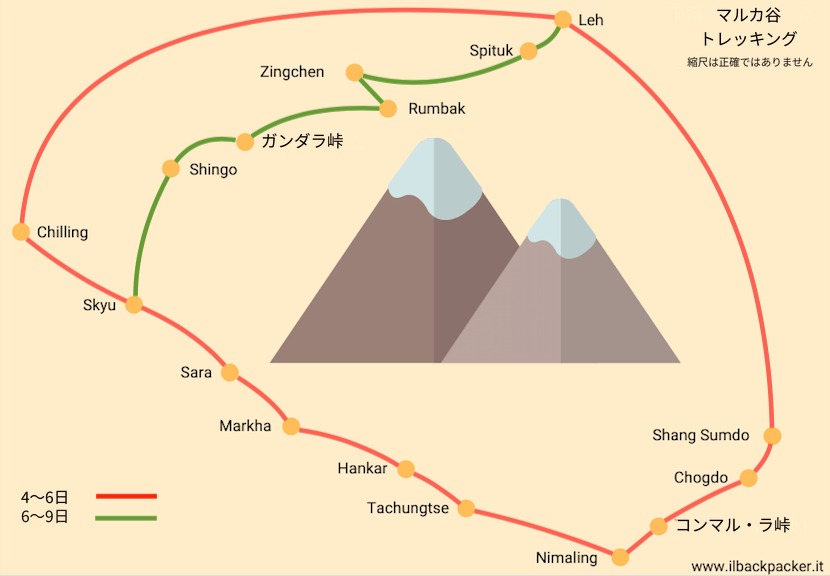 マルカ谷
トレッキング
縮尺は正確ではありません
Leh
Spituk
Zingchen
Rumbak
ガンダラ峠
Shingo
Chilling
Skyu
Sara
Markha
Shang Sumdo
Hankar
Chogdo
Tachungtse
コンマル・ラ峠
Nimaling
4〜6日
6〜9日
www.ilbackpacker.it